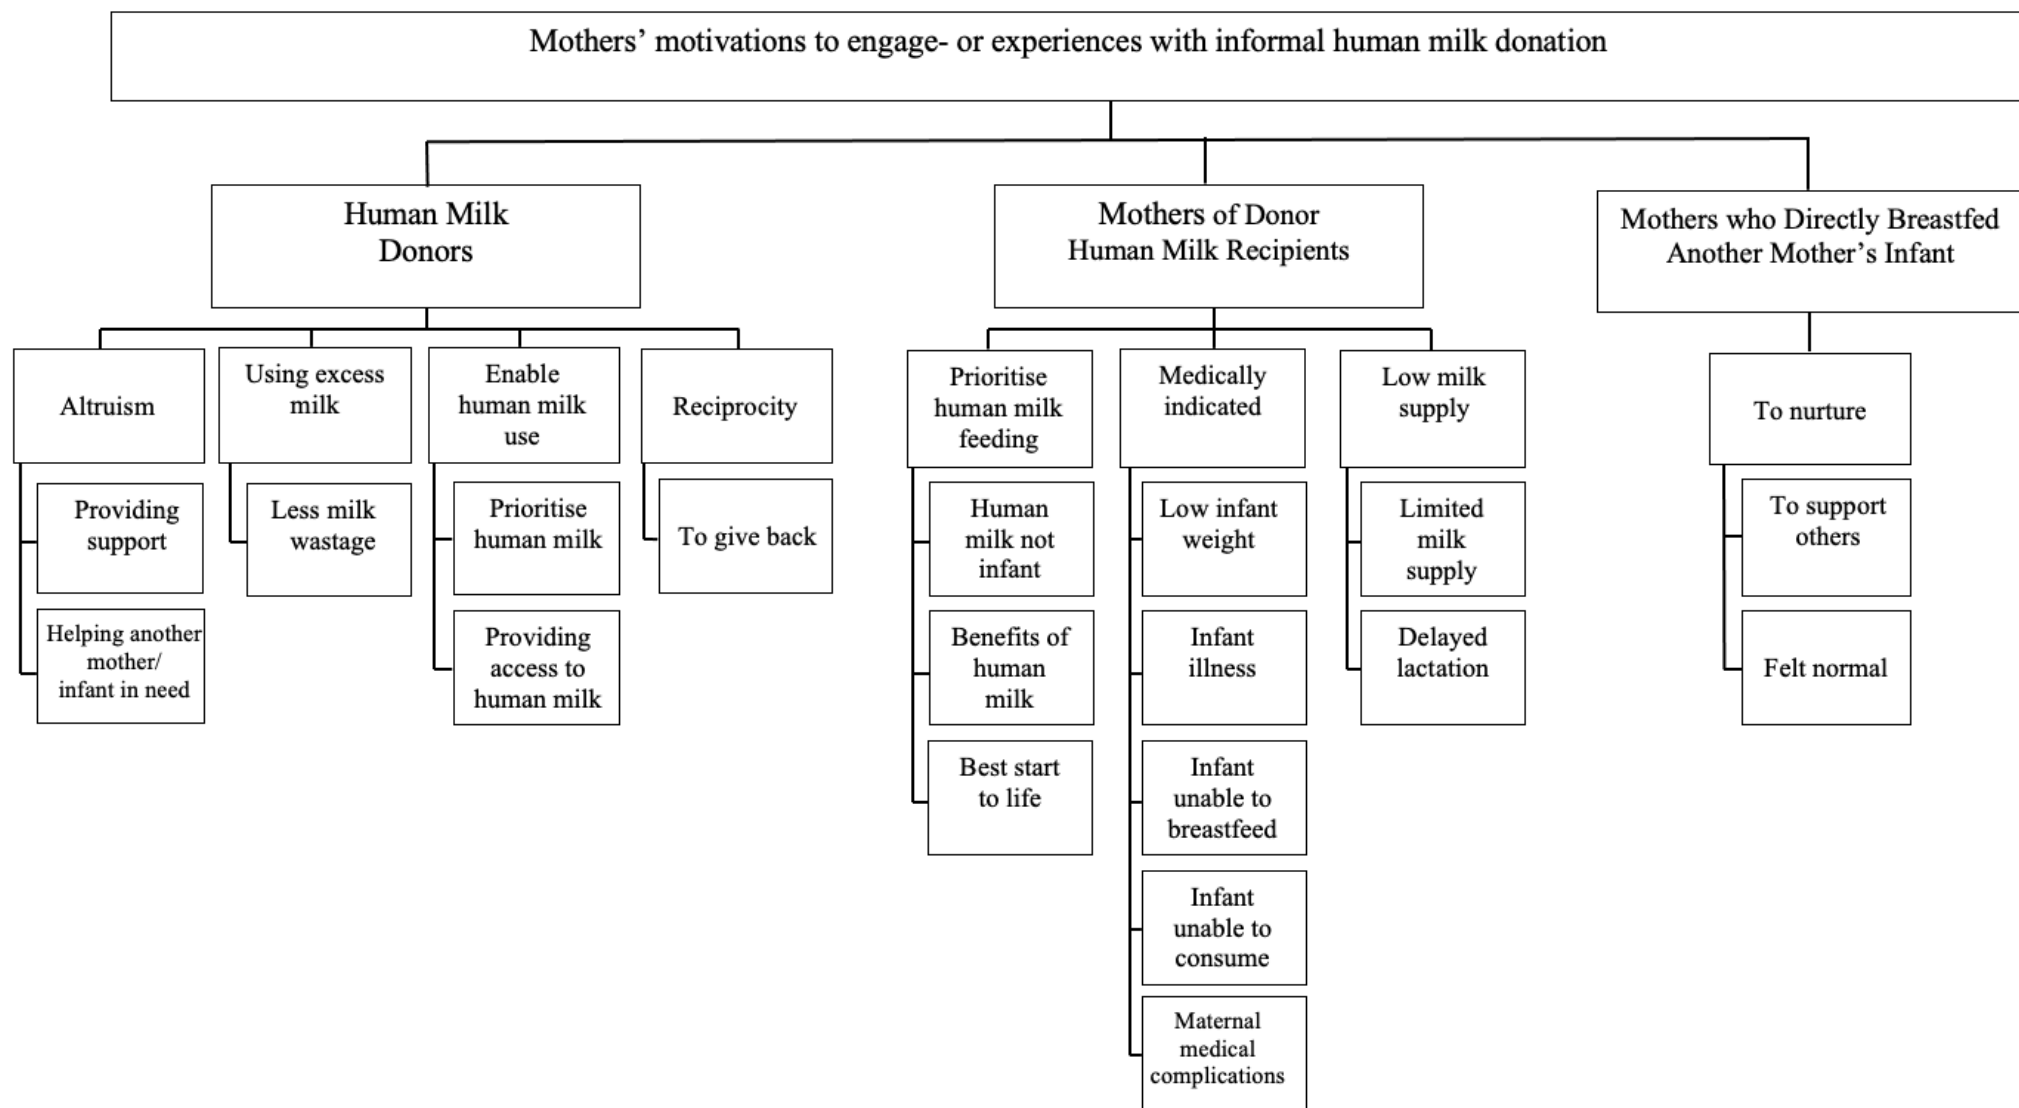 Mothers’ motivations to engage- or experiences with informal human milk donation
Human Milk
Donors
Mothers of Donor
Human Milk Recipients
Mothers who Directly Breastfed
Another Mother’s Infant
Altruism
Using excess
milk
Enable
human milk
use
Reciprocity
Prioritise
human milk
feeding
Medically
indicated
Low milk
supply
To nurture
Providing
support
Helping another
mother/
infant in need
Less milk
wastage
Prioritise
human milk
Providing
access to
human milk
To give back
Human
milk not
infant
Benefits of
human
milk
Best start
to life
Low infant
weight
Infant
illness
Infant
unable to
breastfeed
Infant
unable to
consume
Maternal
medical
complications
Limited
milk
supply
Delayed
lactation
To support
others
Felt normal